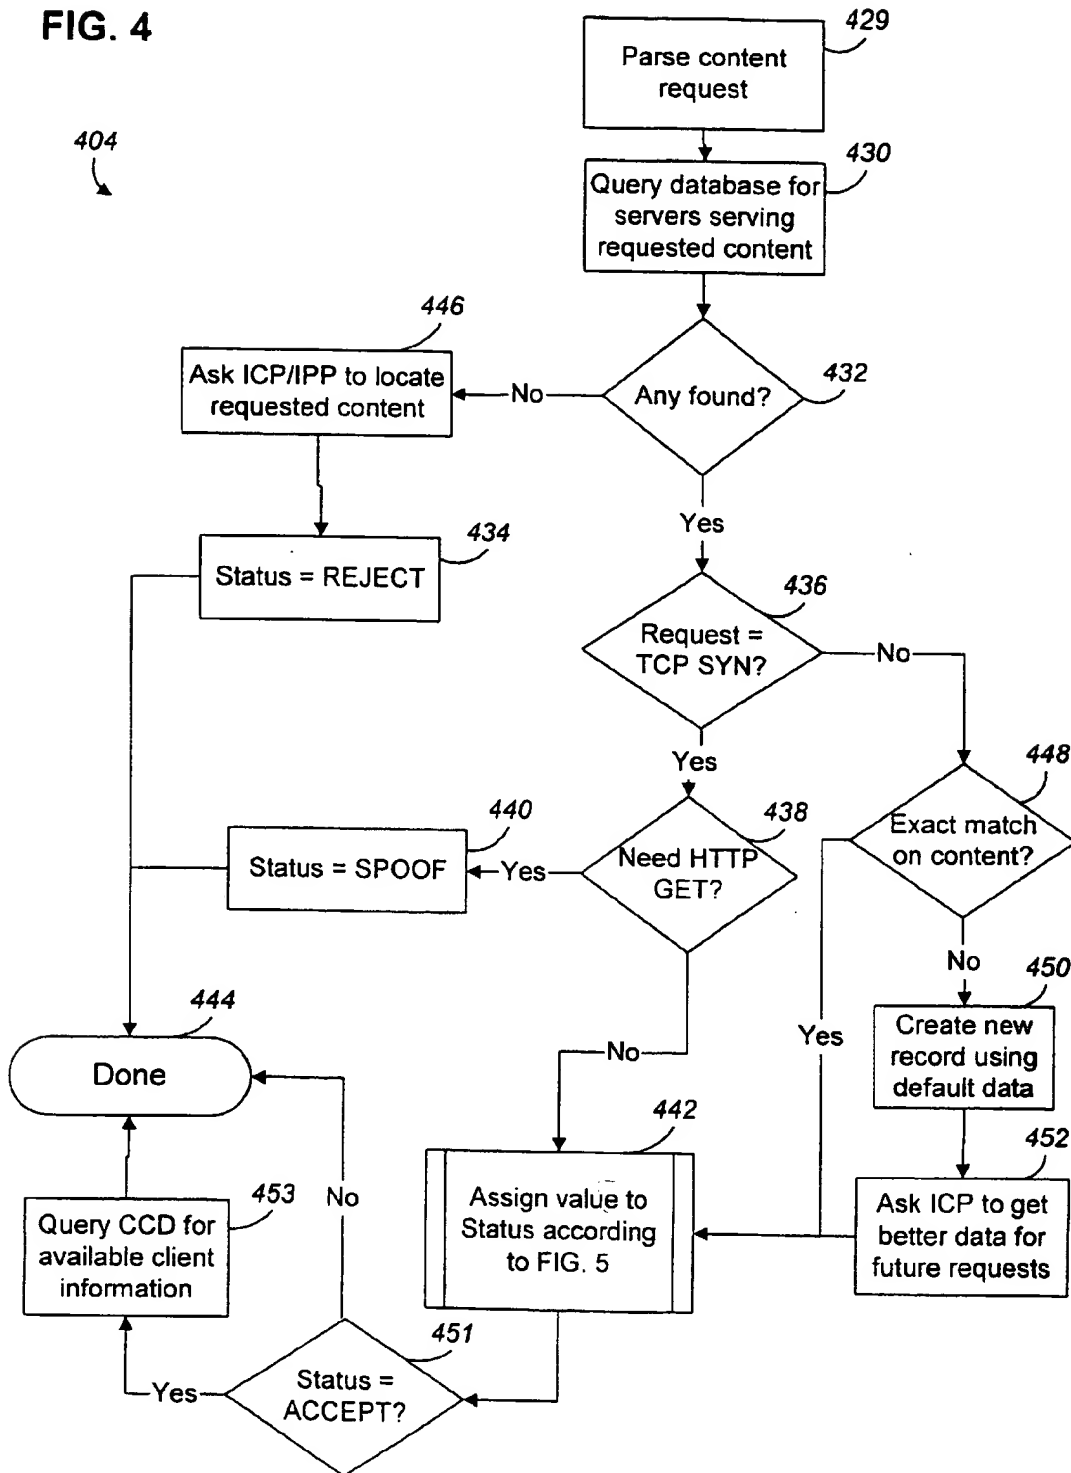 FIG. 4
404
429
Parse content
request
430
Query database for
servers serving
requested content
432
Any found?
No
446
Ask ICP/IPP to locate
requested content
434
Status = REJECT
Yes
436
Request =
TCP SYN?
No
Yes
448
Exact match
on content?
438
Need HTTP
GET?
Yes
440
Status = SPOOF
No
450
Create new
record using
default data
Yes
No
444
Done
442
Assign value to
Status according
to FIG. 5
452
Ask ICP to get
better data for
future requests
453
Query CCD for
available client
information
No
451
Status =
ACCEPT?
Yes